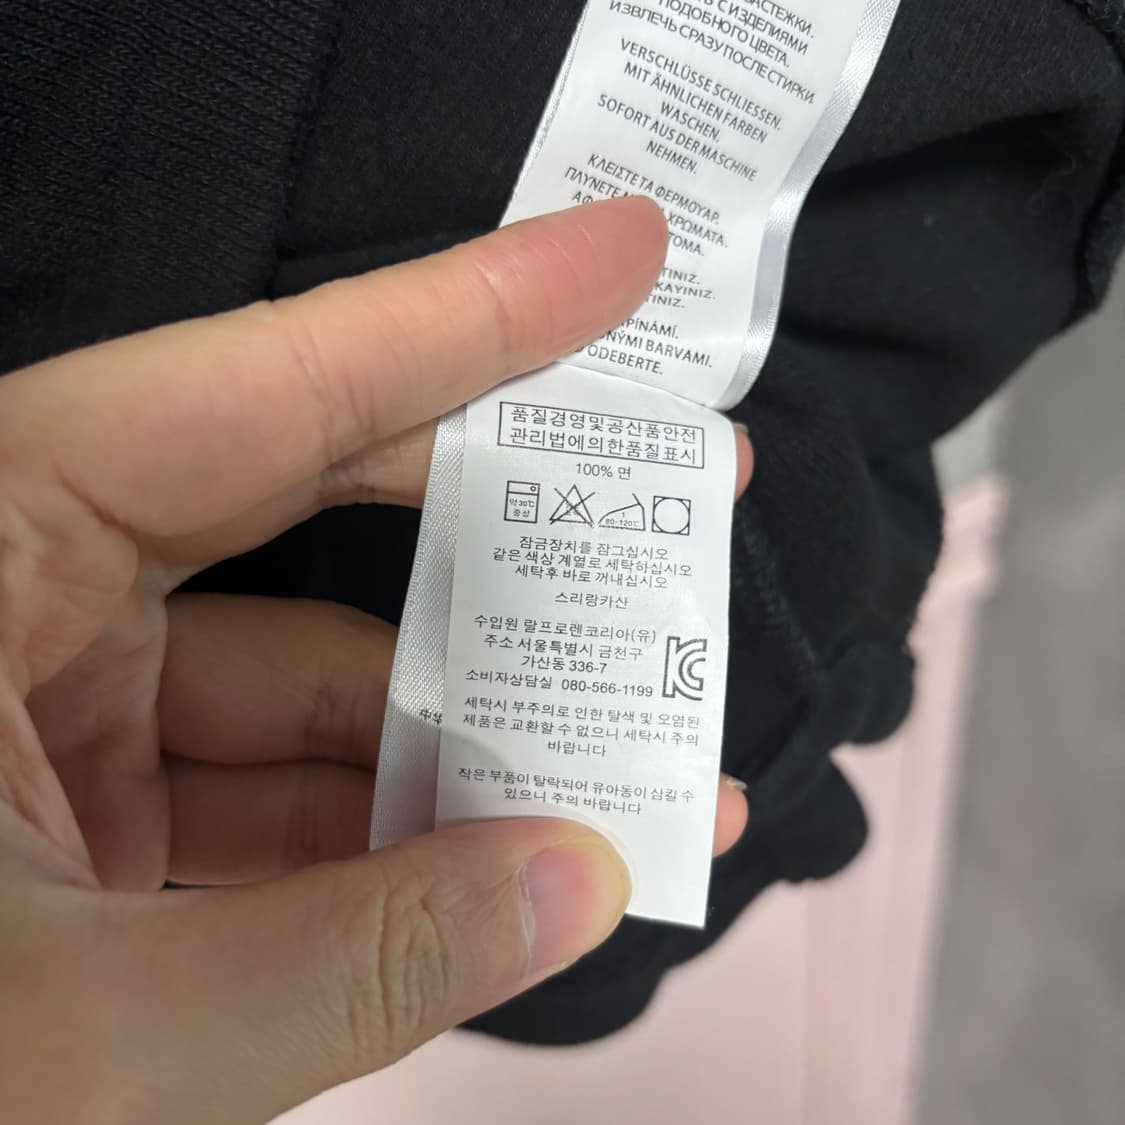 ЗАСТЕЖКИ.
С ИЗДЕЛИЯМИ
ПОДОБНОГО ЦВЕТА.
ИЗВЛЕЧЬ СРАЗУ ПОСЛЕ СТИРКИ.
VERSCHLÜSSE SCHLIESSEN.
MIT ÄHNLICHEN FARBEN
WASCHEN.
SOFORT AUS DER MASCHINE
NEHMEN.
ΚΛΕΙΣΤΕ ΤΑ ΦΕΡΜΟΥΑΡ.
ΠΛΥΝΕΤΕ ΧΡΩΜΑΤΑ.
BARVAMI.
ODEBERTE.
품질경영및공산품안전
관리법에의한품질표시
100% 면
약30℃
중성
1
80-120℃
잠금장치를 잠그십시오
같은 색상 계열로 세탁하십시오
세탁후 바로 꺼내십시오
스리랑카산
수입원 랄프로렌코리아(유)
주소 서울특별시 금천구
가산동 336-7
소비자상담실 080-566-1199
세탁시 부주의로 인한 탈색 및 오염된
제품은 교환할 수 없으니 세탁시 주의
바랍니다
작은 부품이 탈락되어 유아동이 삼킬 수
있으니 주의 바랍니다